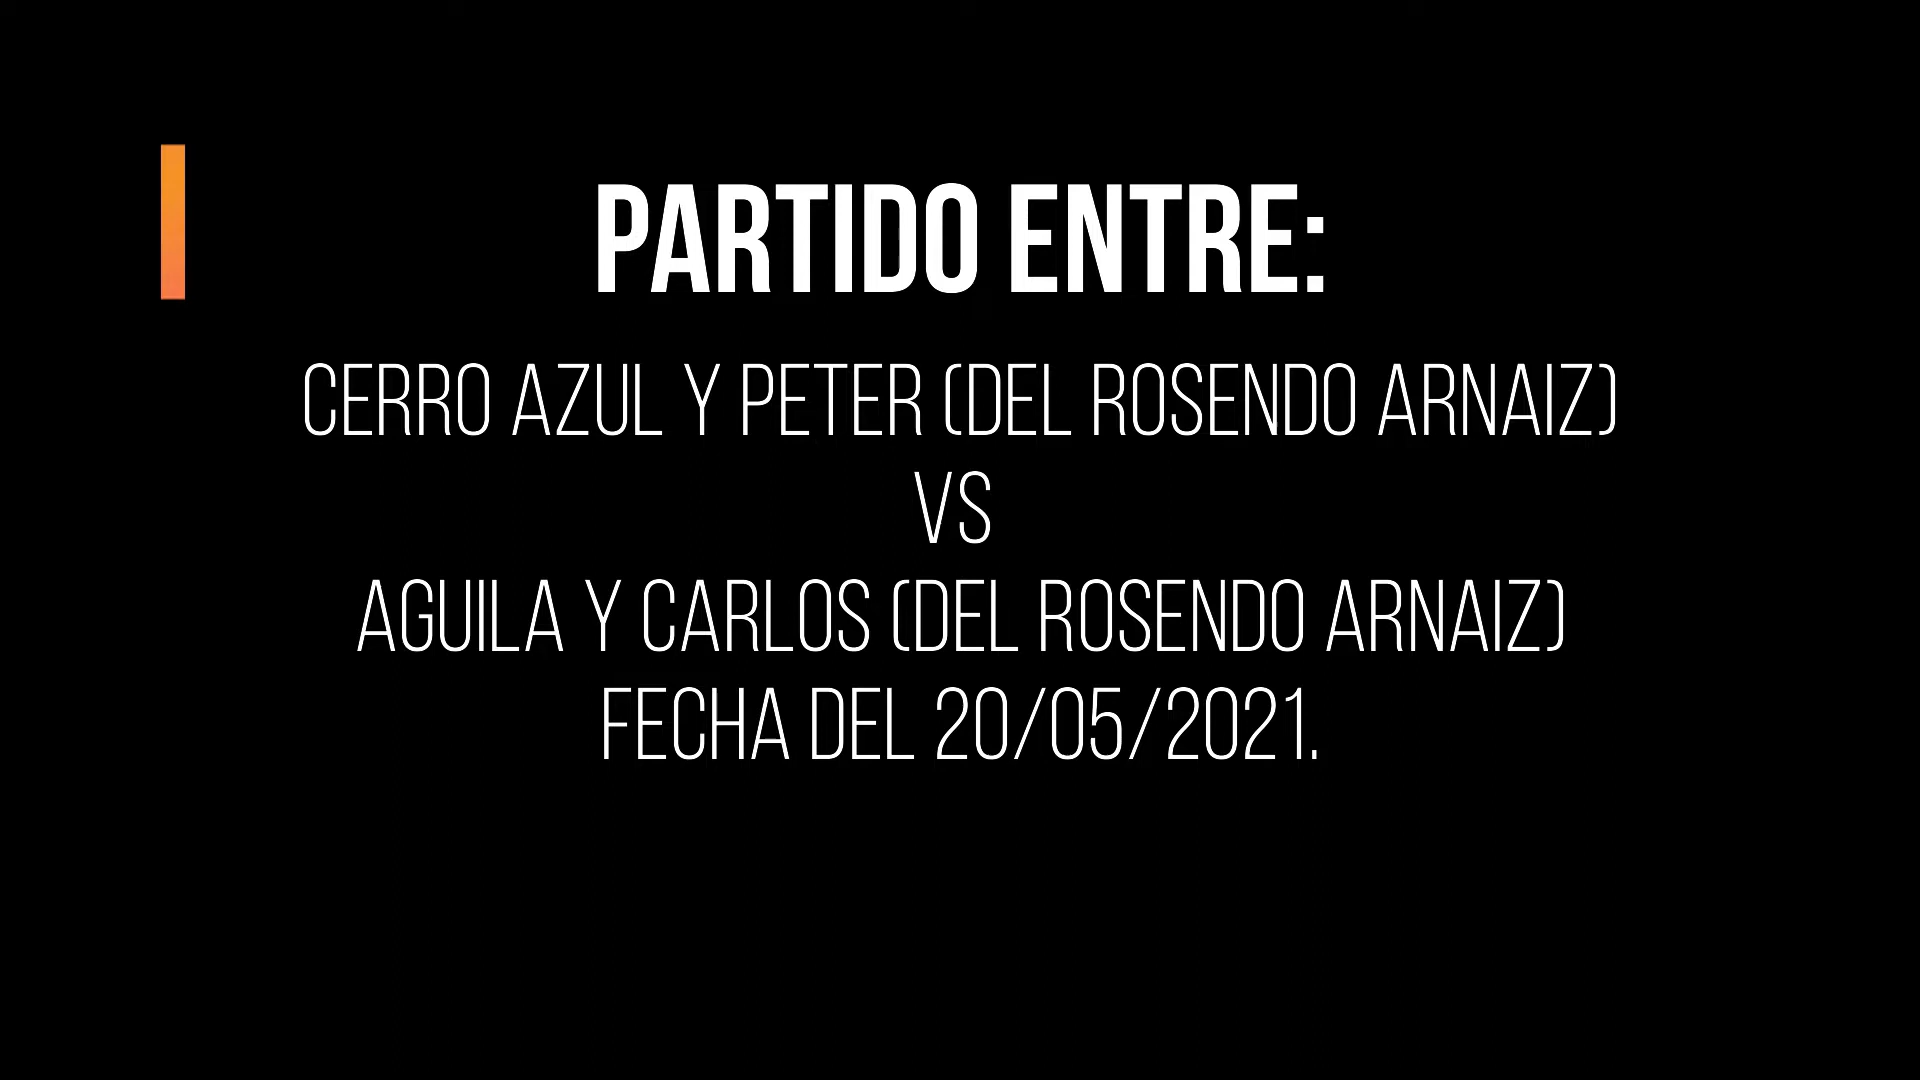 PARTIDO ENTRE:
CERRO AZUL Y PETER (DEL ROSENDO ARNAIZ)
VS
AGUILA Y CARLOS (DEL ROSENDO ARNAIZ)
FECHA DEL 20/05/2021.